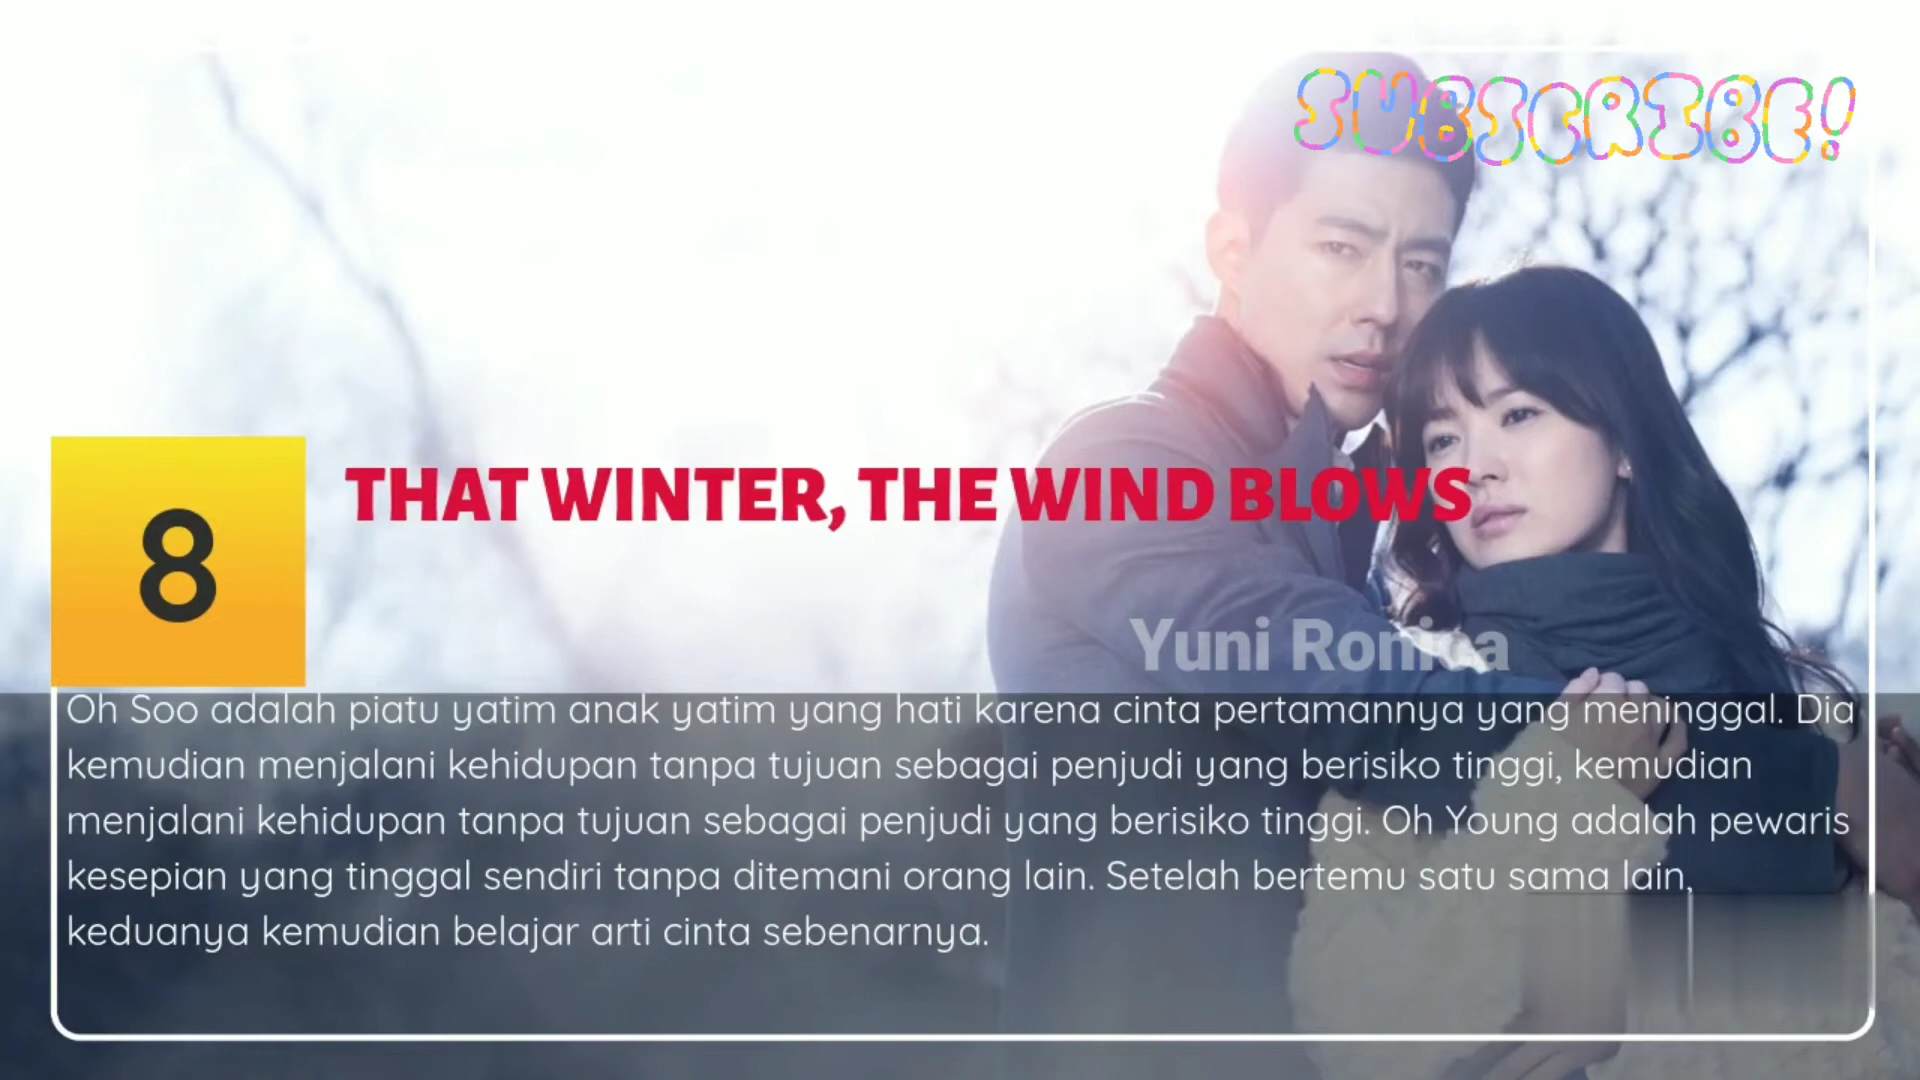 SUBSCRIBE!
THAT WINTER, THE WIND BLOWS
8
Yuni Ronica
Oh Soo adalah piatu yatim anak yatim yang hati karena cinta pertamannya yang meninggal. Dia
kemudian menjalani kehidupan tanpa tujuan sebagai penjudi yang berisiko tinggi, kemudian
menjalani kehidupan tanpa tujuan sebagai penjudi yang berisiko tinggi. Oh Young adalah pewaris
kesepian yang tinggal sendiri tanpa ditemani orang lain. Setelah bertemu satu sama lain,
keduanya kemudian belajar arti cinta sebenarnya.